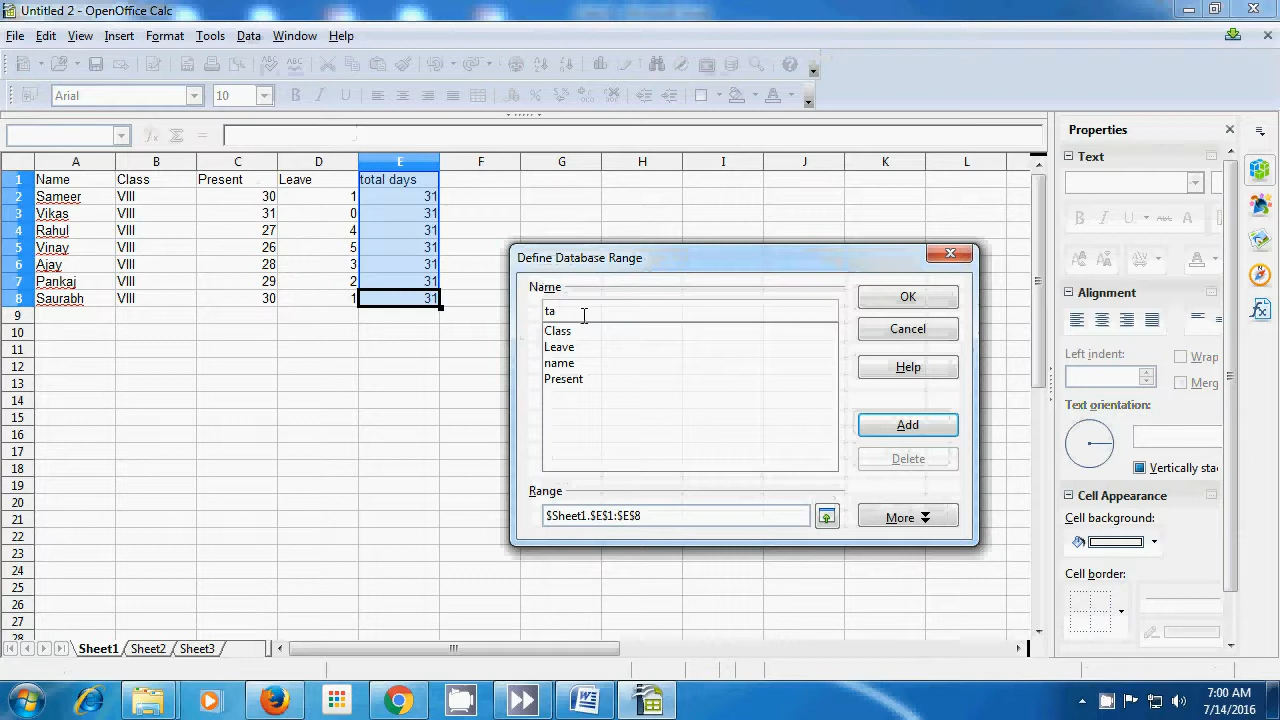 Untitled 2 - OpenOffice Calc
File Edit View Insert Format Tools Data Window Help
Arial 10
A B C D E F G H I J K L
1 Name Class Present Leave total days
2 Sameer VIII 30 1 31
3 Vikas VIII 31 0 31
4 Rahul VIII 27 4 31
5 Vinay VIII 26 5 31
6 Ajay VIII 28 3 31
7 Pankaj VIII 29 2 31
8 Saurabh VIII 30 1 31
9
10
11
12
13
14
15
16
17
18
19
20
21
22
23
24
25
26
27
28
Define Database Range
Name
ta
Class
Leave
name
Present
OK
Cancel
Help
Add
Delete
Range
$Sheet1.$E$1:$E$8
More
Properties
Text
Alignment
Left indent:
Wrap
Merg
Text orientation:
Vertically stac
Cell Appearance
Cell background:
Cell border:
Sheet1 Sheet2 Sheet3
7:00 AM
7/14/2016